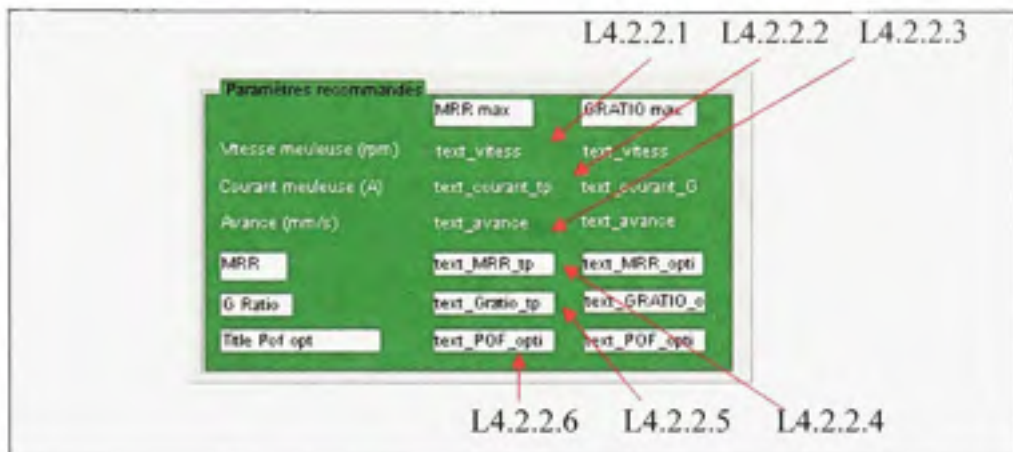 L4.2.2.1 L4.2.2.2 L4.2.2.3
Paramètres recommandés
MRR max GRATIO max
Vitesse meuleuse (rpm) text_vitess text_vitess
Courant meuleuse (A) text_courant_tp text_courant_G
Avance (mm/s) text_avance text_avance
MRR text_MRR_tp text_MRR_opti
G Ratio text_Gratio_tp text_GRATIO_o
Title Pof opt text_POF_opti text_POF_opti
L4.2.2.6 L4.2.2.5 L4.2.2.4